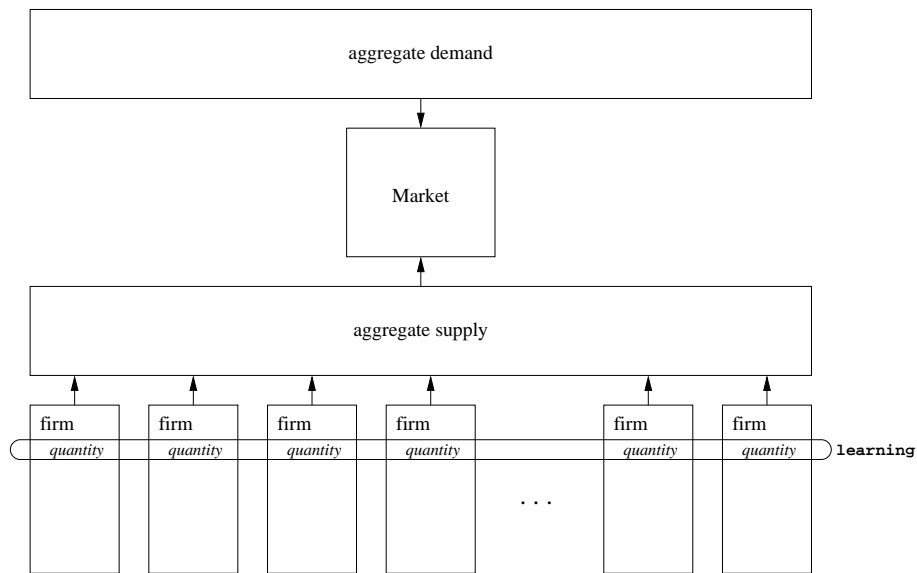 aggregate demand
Market
aggregate supply
firm firm firm firm firm firm
quantity quantity quantity quantity quantity quantity learning
. . .